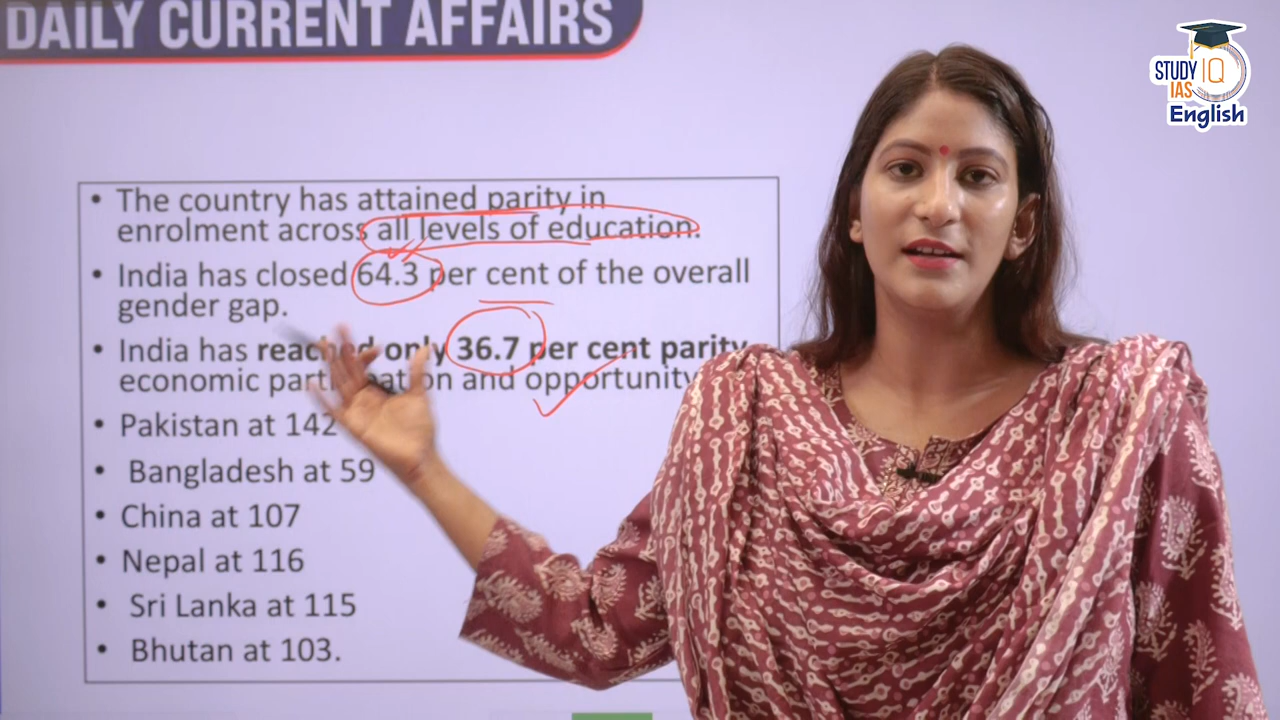 DAILY CURRENT AFFAIRS
STUDY IQ
IAS
English
• The country has attained parity in
enrolment across all levels of education.
• India has closed 64.3 per cent of the overall
gender gap.
• India has reached only 36.7 per cent parity
economic participation and opportunity
• Pakistan at 142
• Bangladesh at 59
• China at 107
• Nepal at 116
• Sri Lanka at 115
• Bhutan at 103.